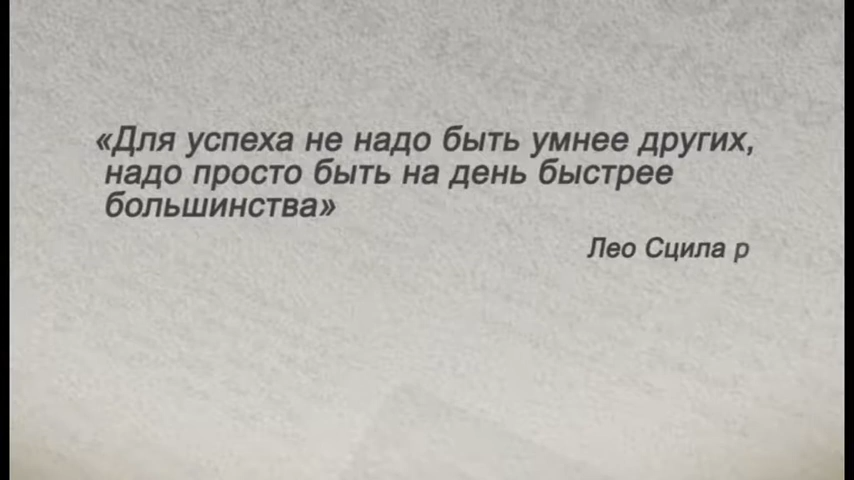 «Для успеха не надо быть умнее других,
надо просто быть на день быстрее
большинства»
Лео Сцила р